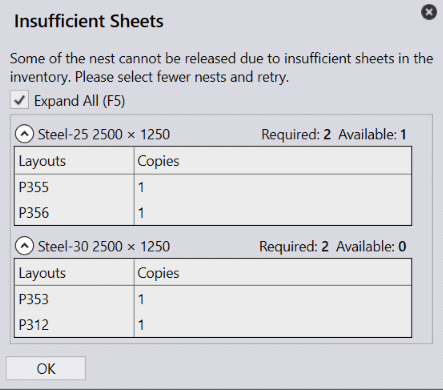 Insufficient Sheets
Some of the nest cannot be released due to insufficient sheets in the
inventory. Please select fewer nests and retry.
Expand All (F5)
Steel-25 2500 × 1250 Required: 2 Available: 1
Layouts Copies
P355 1
P356 1
Steel-30 2500 × 1250 Required: 2 Available: 0
Layouts Copies
P353 1
P312 1
OK